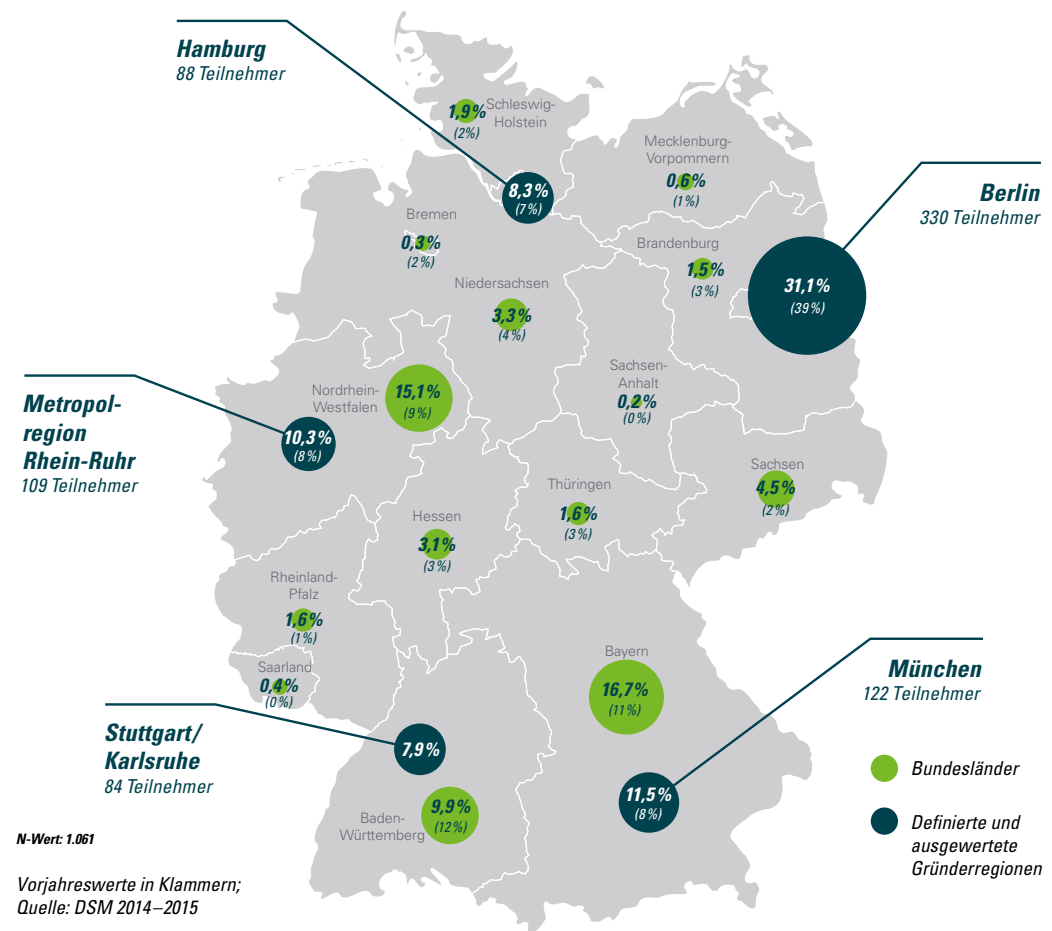 Hamburg
88 Teilnehmer
1,9%
(2%)
Schleswig-
Holstein
Mecklenburg-
Vorpommern
0,6%
(1%)
8,3%
(7%)
Berlin
330 Teilnehmer
Bremen
0,3%
(2%)
Brandenburg
1,5%
(3%)
31,1%
(39%)
Niedersachsen
3,3%
(4%)
Sachsen-
Anhalt
0,2%
(0%)
Nordrhein-
Westfalen
15,1%
(9%)
Metropol-
region
Rhein-Ruhr
109 Teilnehmer
10,3%
(8%)
Sachsen
4,5%
(2%)
Thüringen
1,6%
(3%)
Hessen
3,1%
(3%)
Rheinland-
Pfalz
1,6%
(1%)
Saarland
0,4%
(0%)
Bayern
16,7%
(11%)
München
122 Teilnehmer
Stuttgart/
Karlsruhe
84 Teilnehmer
7,9%
Baden-
Württemberg
9,9%
(12%)
11,5%
(8%)
Bundesländer
Definierte und
ausgewertete
Gründerregionen
N-Wert: 1.061
Vorjahreswerte in Klammern;
Quelle: DSM 2014–2015